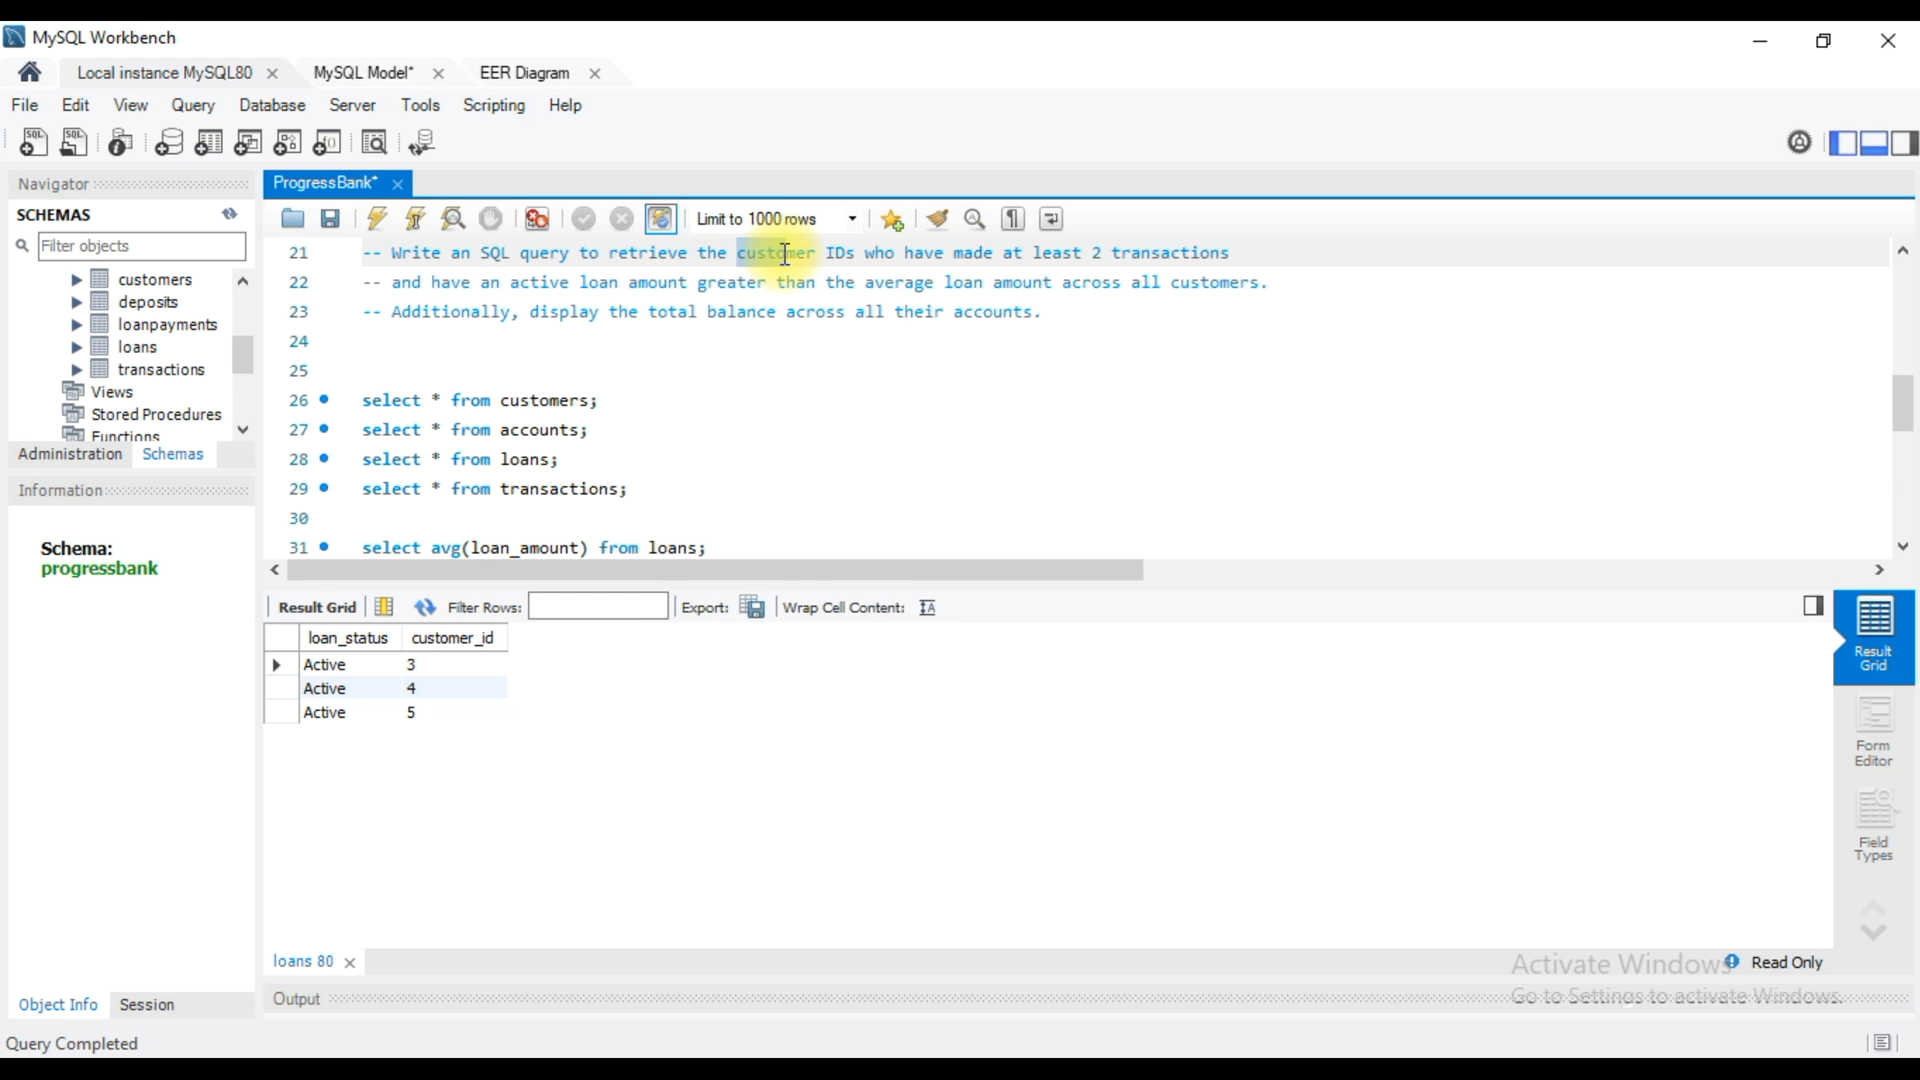 MySQL Workbench
Local instance MySQL80
MySQL Model*
EER Diagram
File Edit View Query Database Server Tools Scripting Help
Navigator
ProgressBank*
SCHEMAS
Limit to 1000 rows
Filter objects
customers
deposits
loanpayments
loans
transactions
Views
Stored Procedures
Functions
Administration Schemas
Information
Schema:
progressbank
Object Info Session
21 -- Write an SQL query to retrieve the customer IDs who have made at least 2 transactions
22 -- and have an active loan amount greater than the average loan amount across all customers.
23 -- Additionally, display the total balance across all their accounts.
24
25
26 select * from customers;
27 select * from accounts;
28 select * from loans;
29 select * from transactions;
30
31 select avg(loan_amount) from loans;
Result Grid Filter Rows: Export: Wrap Cell Content:
loan_status customer_id
Active 3
Active 4
Active 5
Result
Grid
Form
Editor
Field
Types
loans 80
Read Only
Output
Activate Windows
Go to Settings to activate Windows.
Query Completed